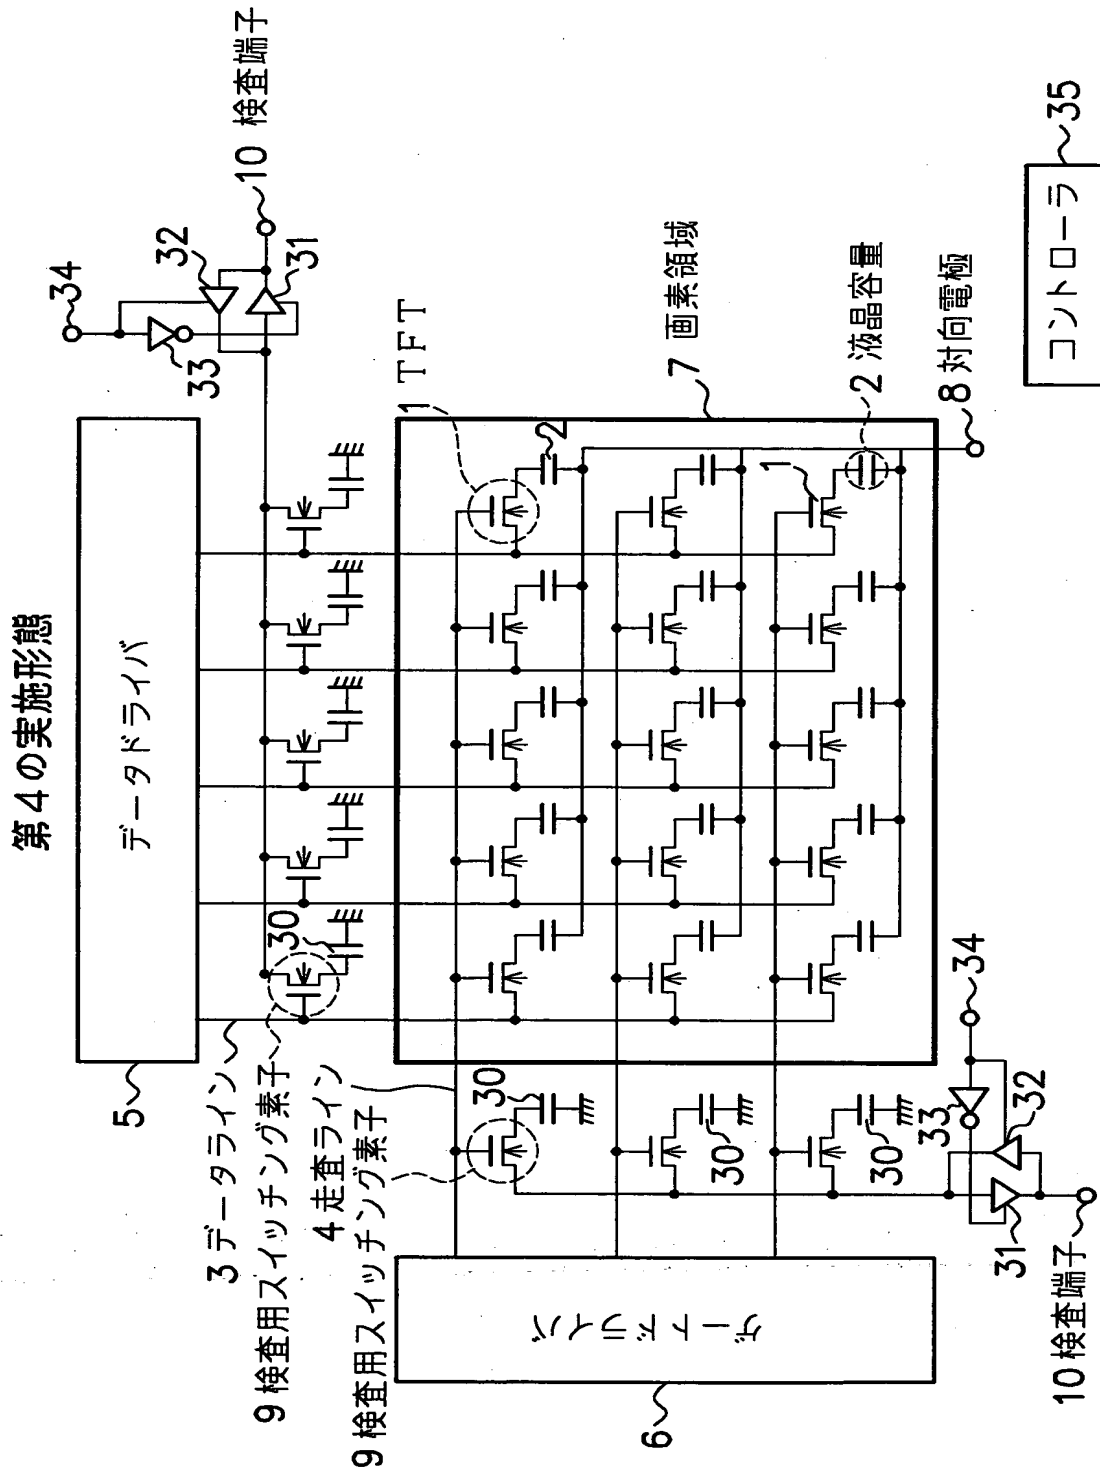 第4の実施形態
データドライバ
5
3 データライン
9 検査用スイッチング素子
4 走査ライン
9 検査用スイッチング素子
30
34
33
32
31
10 検査端子
1 TFT
2
7 画素領域
1
2 液晶容量
8 対向電極
30
30
30
ゲートドライバ
6
34
33
32
31
10 検査端子
コントローラ
35